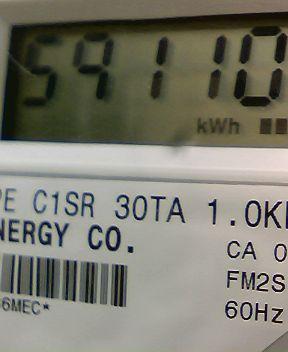 59110
kWh
PE C1SR 30TA 1.0K
NERGY CO.
CA 0
FM2S
6MEC*
60Hz